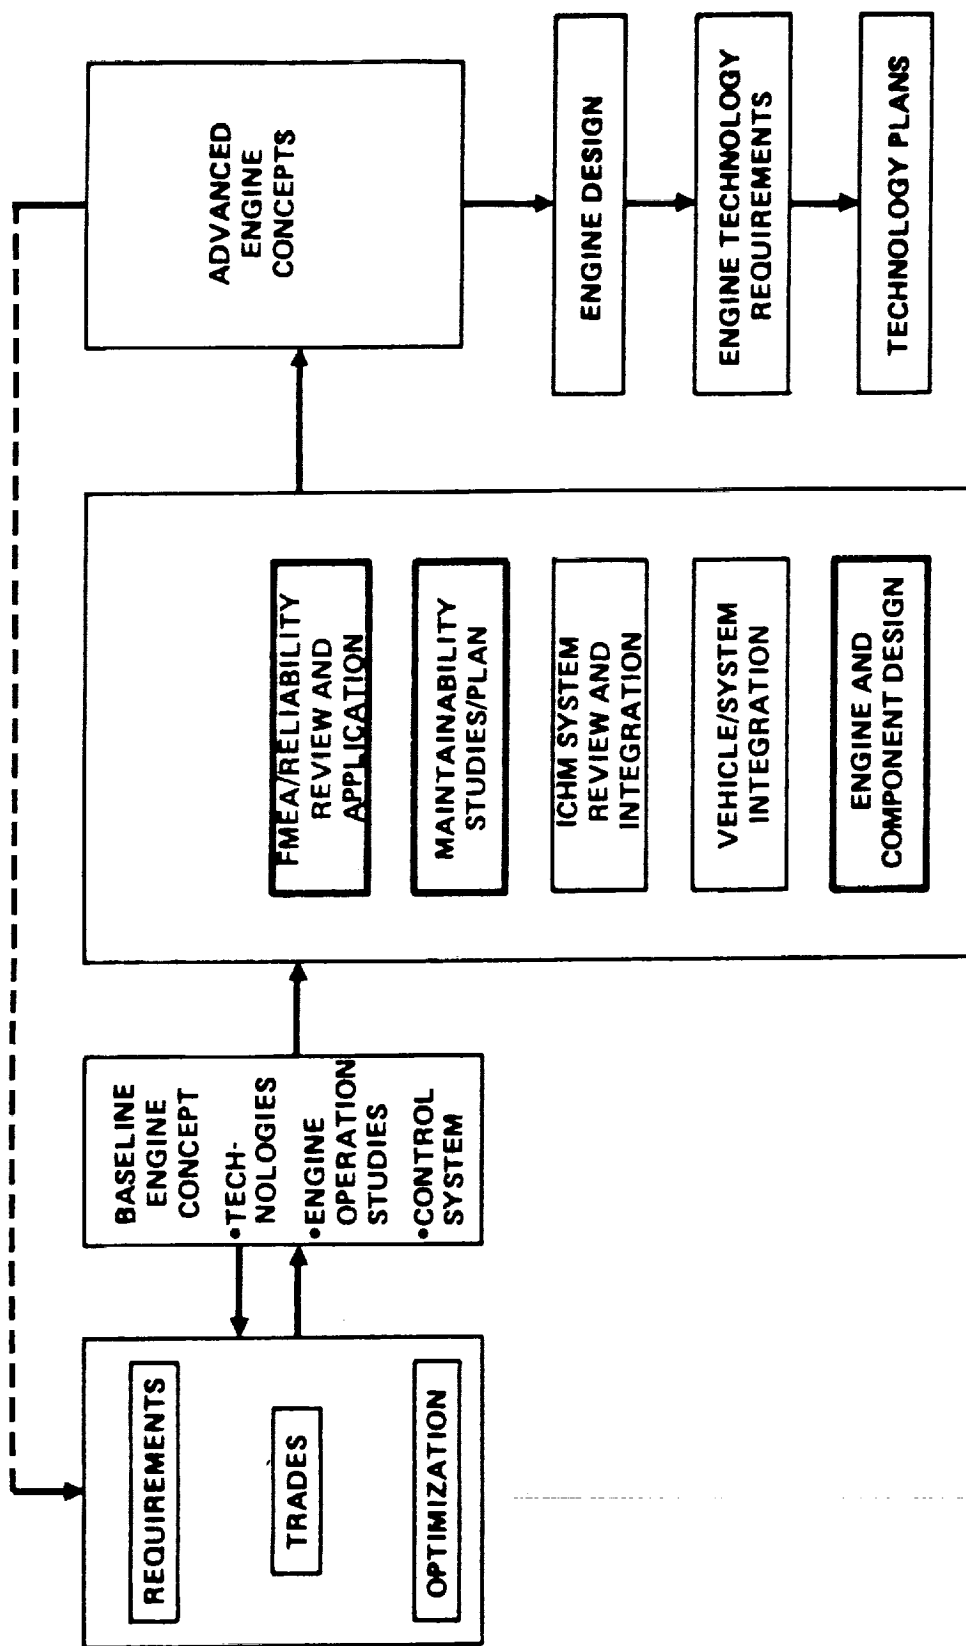 REQUIREMENTS
TRADES
OPTIMIZATION
BASELINE
ENGINE
CONCEPT
•TECH-
NOLOGIES
•ENGINE
OPERATION
STUDIES
•CONTROL
SYSTEM
FMEA/RELIABILITY
REVIEW AND
APPLICATION
MAINTAINABILITY
STUDIES/PLAN
ICHM SYSTEM
REVIEW AND
INTEGRATION
VEHICLE/SYSTEM
INTEGRATION
ENGINE AND
COMPONENT DESIGN
ADVANCED
ENGINE
CONCEPTS
ENGINE DESIGN
ENGINE TECHNOLOGY
REQUIREMENTS
TECHNOLOGY PLANS